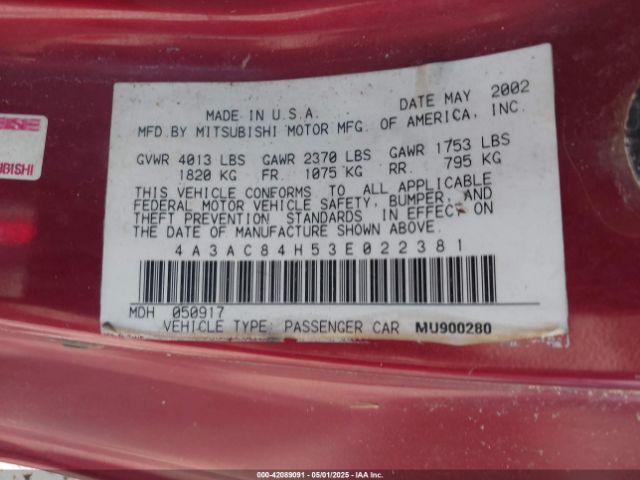 MADE IN U.S.A. DATE MAY 2002
MFD.BY MITSUBISHI MOTOR MFG. OF AMERICA, INC.
GVWR 4013 LBS GAWR 2370 LBS GAWR 1753 LBS
1820 KG FR. 1075 KG RR. 795 KG
THIS VEHICLE CONFORMS TO ALL APPLICABLE
FEDERAL MOTOR VEHICLE SAFETY, BUMPER, AND
THEFT PREVENTION STANDARDS IN EFFECT ON
THE DATE OF MANUFACTURE SHOWN ABOVE.
4A3AC84H53E022381
MDH 050917
VEHICLE TYPE: PASSENGER CAR MU900280
000-42089091 - 05/01/2025 - IAA Inc.